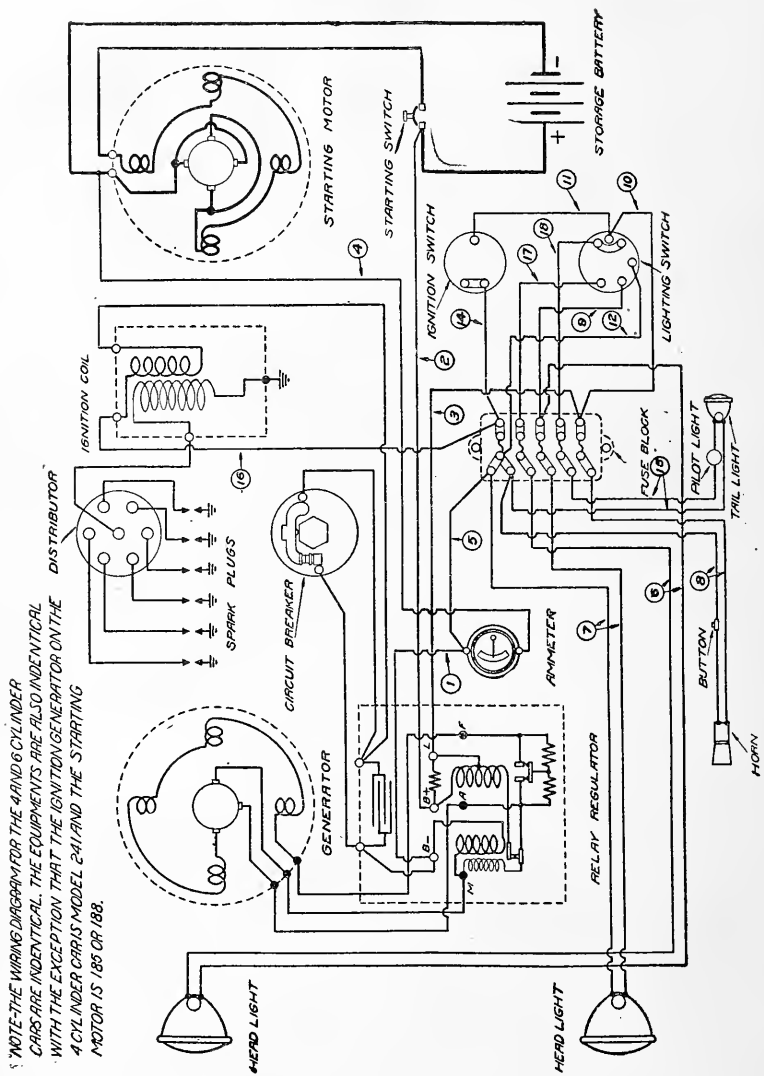 NOTE-THE WIRING DIAGRAM FOR THE 4 AND 6 CYLINDER
CARS ARE INDENTICAL. THE EQUIPMENTS ARE ALSO INDENTICAL
WITH THE EXCEPTION THAT THE IGNITION GENERATOR ON THE
4 CYLINDER CAR IS MODEL 241 AND THE STARTING
MOTOR IS 185 OR 188.
DISTRIBUTOR
SPARK PLUGS
IGNITION COIL
STARTING MOTOR
CIRCUIT BREAKER
GENERATOR
STARTING SWITCH
STORAGE BATTERY
+
-
IGNITION SWITCH
LIGHTING SWITCH
FUSE BLOCK
PILOT LIGHT
TAIL LIGHT
AMMETER
RELAY REGULATOR
M
B-
B+
A
L
F
BUTTON
HORN
HEAD LIGHT
HEAD LIGHT
1
2
3
4
5
6
7
8
9
10
11
12
14
16
17
18
18